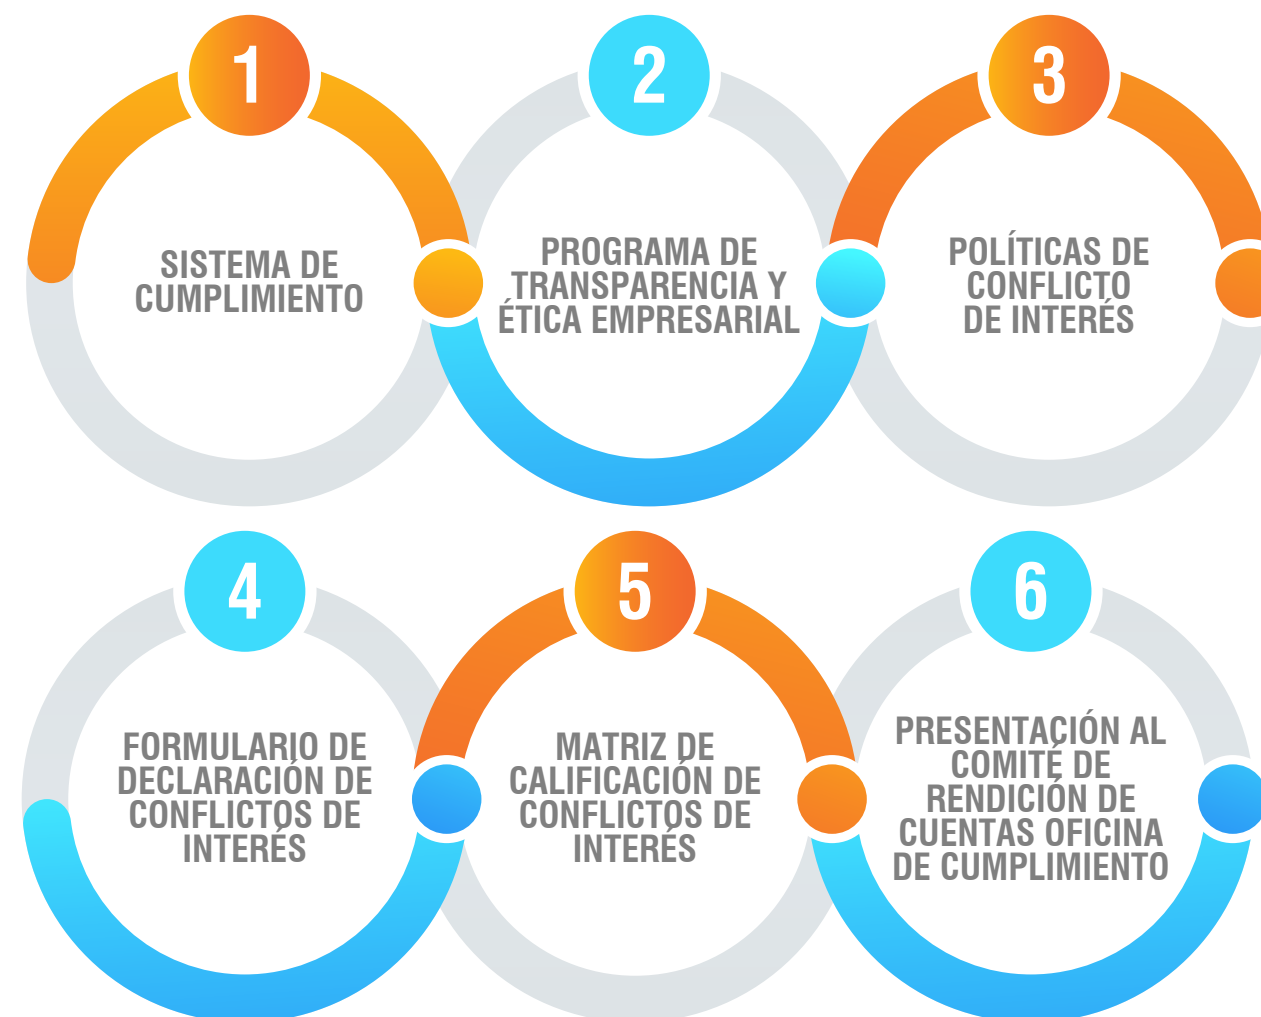 1
SISTEMA DE
CUMPLIMIENTO
2
PROGRAMA DE
TRANSPARENCIA Y
ÉTICA EMPRESARIAL
3
POLÍTICAS DE
CONFLICTO
DE INTERÉS
4
FORMULARIO DE
DECLARACIÓN DE
CONFLICTOS DE
INTERÉS
5
MATRIZ DE
CALIFICACIÓN DE
CONFLICTOS DE
INTERÉS
6
PRESENTACIÓN AL
COMITÉ DE
RENDICIÓN DE
CUENTAS OFICINA
DE CUMPLIMIENTO